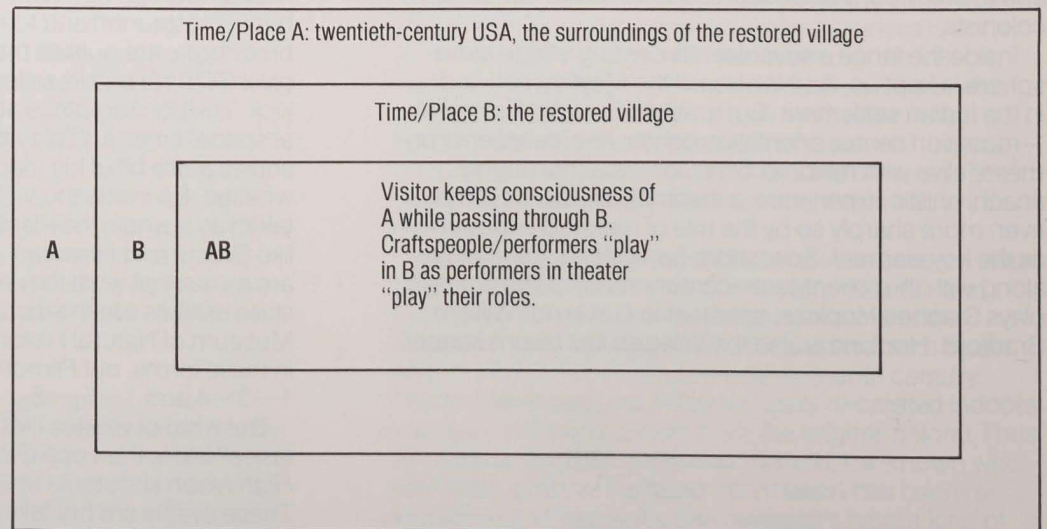 Time/Place A: twentieth-century USA, the surroundings of the restored village
Time/Place B: the restored village
Visitor keeps consciousness of
A while passing through B.
Craftspeople/performers "play"
in B as performers in theater
"play" their roles.
A B AB